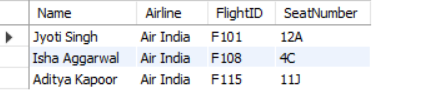 Name Airline FlightID SeatNumber
Jyoti Singh Air India F101 12A
Isha Aggarwal Air India F108 4C
Aditya Kapoor Air India F115 11J